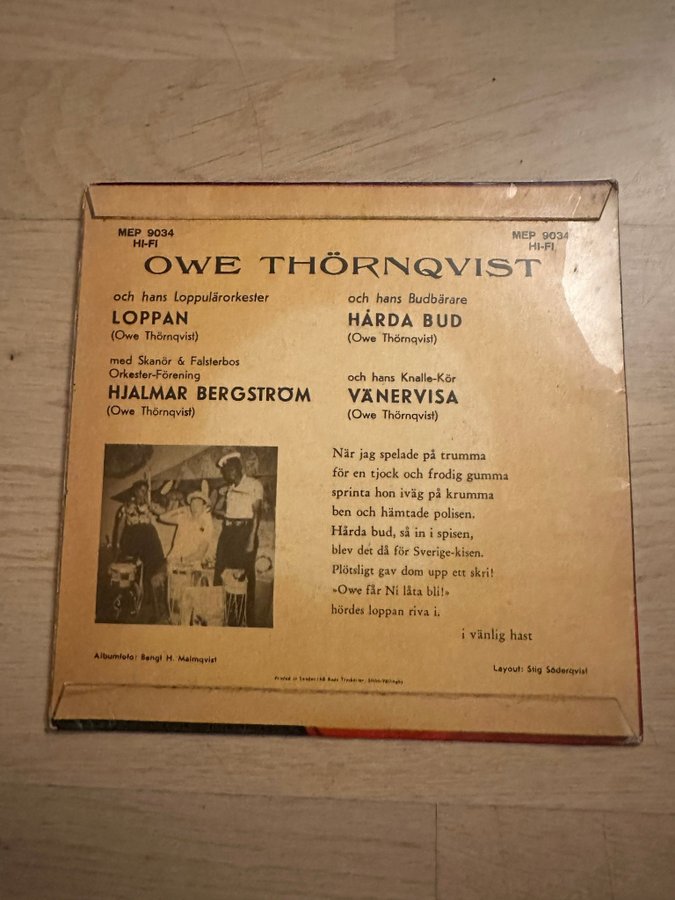 MEP 9034
HI-FI
MEP 9034
HI-FI
OWE THÖRNQVIST
och hans Loppulärorkester
LOPPAN
(Owe Thörnqvist)
med Skanör & Falsterbos
Orkester-Förening
HJALMAR BERGSTRÖM
(Owe Thörnqvist)
och hans Budbärare
HÅRDA BUD
(Owe Thörnqvist)
och hans Knalle-Kör
VÄNERVISA
(Owe Thörnqvist)
När jag spelade på trumma
för en tjock och frodig gumma
sprinta hon iväg på krumma
ben och hämtade polisen.
Hårda bud, så in i spisen,
blev det då för Sverige-kisen.
Plötsligt gav dom upp ett skri!
»Owe får Ni låta bli!»
hördes loppan riva i.
i vänlig hast
Albumfoto: Bengt H. Malmqvist
Layout: Stig Söderqvist
Printed in Sweden